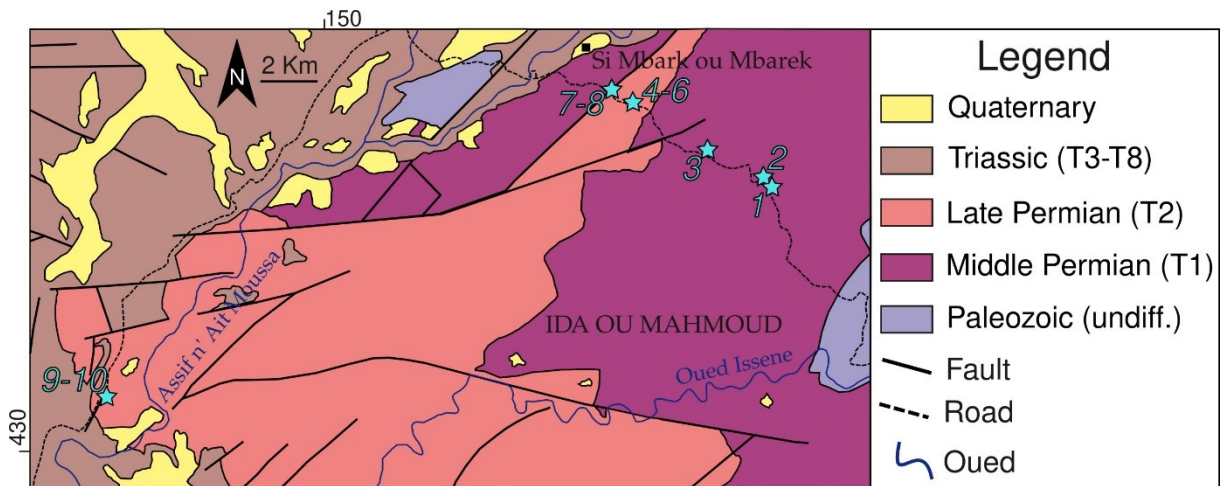 150
N
2 Km
Si Mbark ou Mbarek
7-8
4-6
3
2
1
IDA OU MAHMOUD
Assif n' Ait Moussa
Oued Issene
9-10
430
Legend
Quaternary
Triassic (T3-T8)
Late Permian (T2)
Middle Permian (T1)
Paleozoic (undiff.)
Fault
Road
Oued